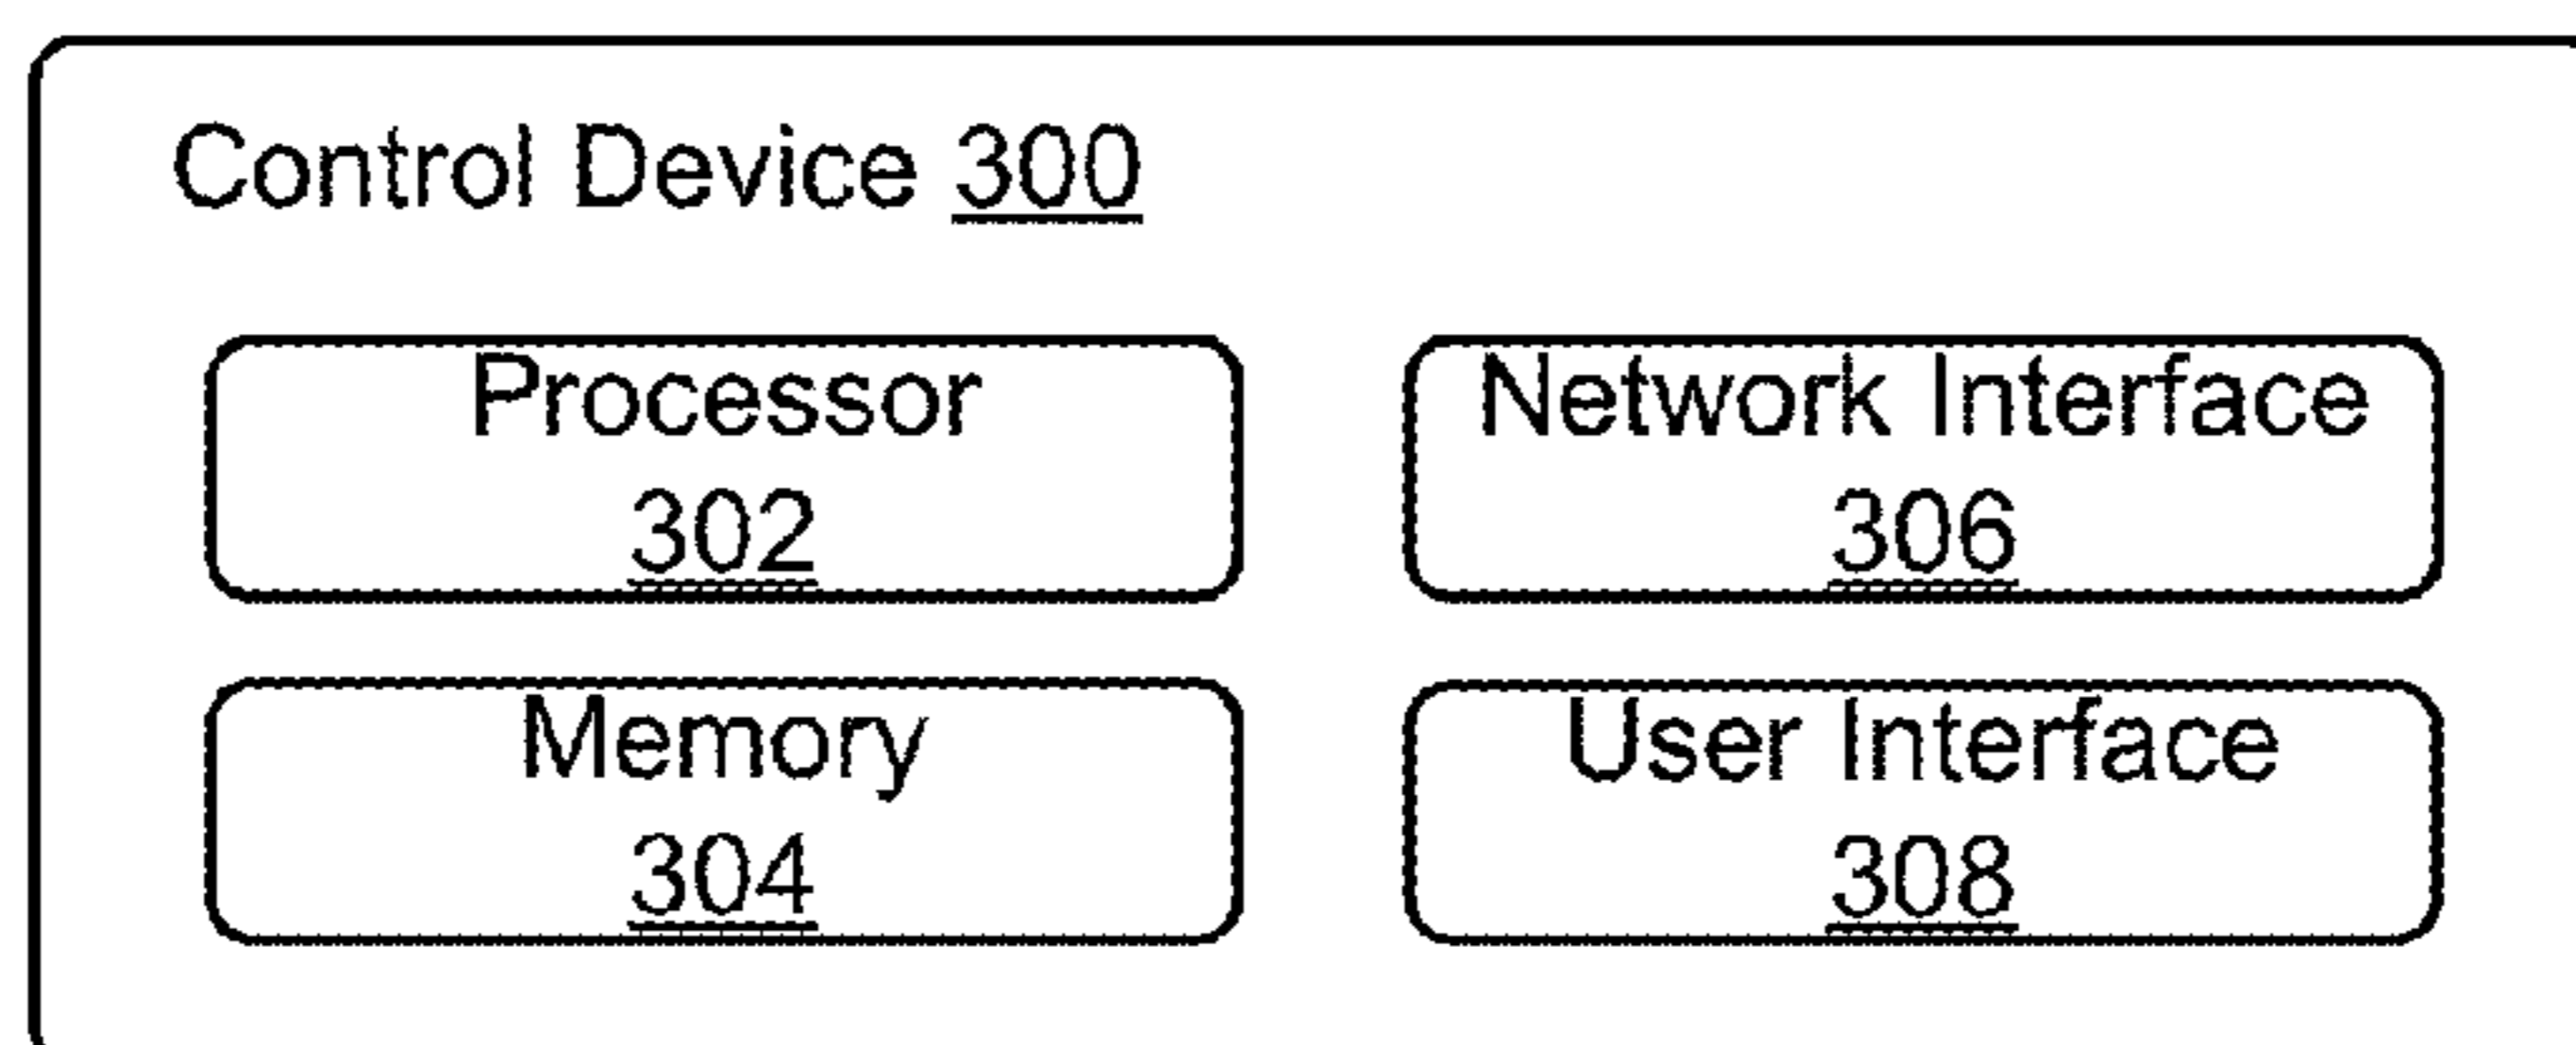 Control Device 300
Processor
302
Network Interface
306
Memory
304
User Interface
308